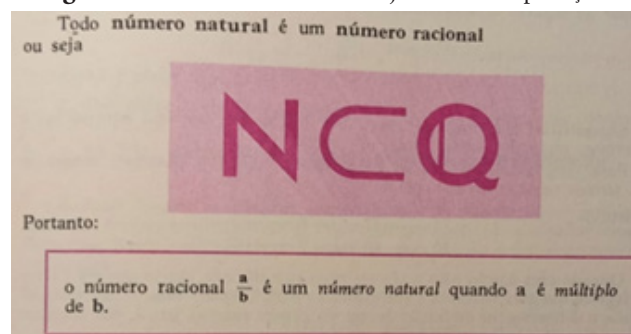 Todo número natural é um número racional
ou seja
N⊂Q
Portanto:
o número racional a/b é um número natural quando a é múltiplo
de b.